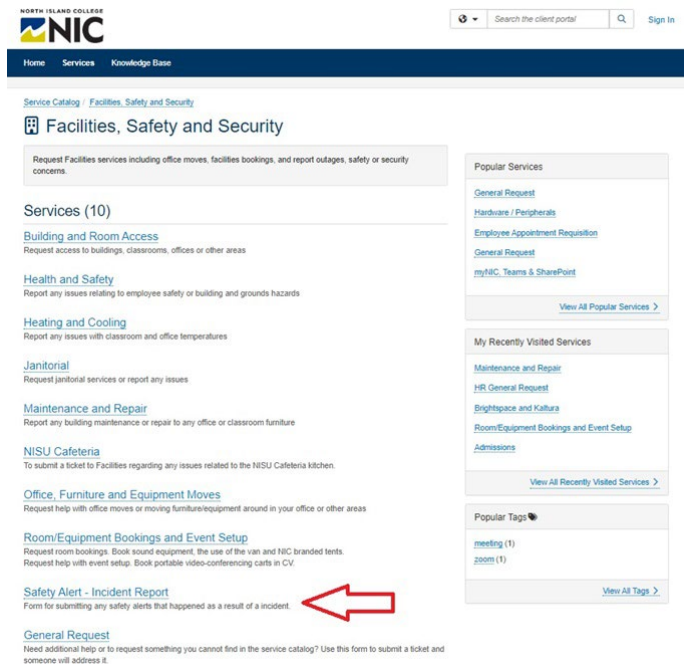 NORTH ISLAND COLLEGE
NIC
Search the client portal
Sign In
Home Services Knowledge Base
Service Catalog / Facilities, Safety and Security
Facilities, Safety and Security
Request Facilities services including office moves, facilities bookings, and report outages, safety or security
concerns.
Services (10)
Building and Room Access
Request access to buildings, classrooms, offices or other areas
Health and Safety
Report any issues relating to employee safety or building and grounds hazards
Heating and Cooling
Report any issues with classroom and office temperatures
Janitorial
Request janitorial services or report any issues
Maintenance and Repair
Report any building maintenance or repair to any office or classroom furniture
NISU Cafeteria
To submit a ticket to Facilities regarding any issues related to the NISU Cafeteria kitchen.
Office, Furniture and Equipment Moves
Request help with office moves or moving furniture/equipment around in your office or other areas
Room/Equipment Bookings and Event Setup
Request room bookings. Book sound equipment, the use of the van and NIC branded tents.
Request help with event setup. Book portable video-conferencing carts in CV.
Safety Alert - Incident Report
Form for submitting any safety alerts that happened as a result of a incident.
General Request
Need additional help or to request something you cannot find in the service catalog? Use this form to submit a ticket and
someone will address it.
Popular Services
General Request
Hardware / Peripherals
Employee Appointment Requisition
General Request
myNIC, Teams & SharePoint
View All Popular Services
My Recently Visited Services
Maintenance and Repair
HR General Request
Brightspace and Kaltura
Room/Equipment Bookings and Event Setup
Admissions
View All Recently Visited Services
Popular Tags
meeting (1)
zoom (1)
View All Tags